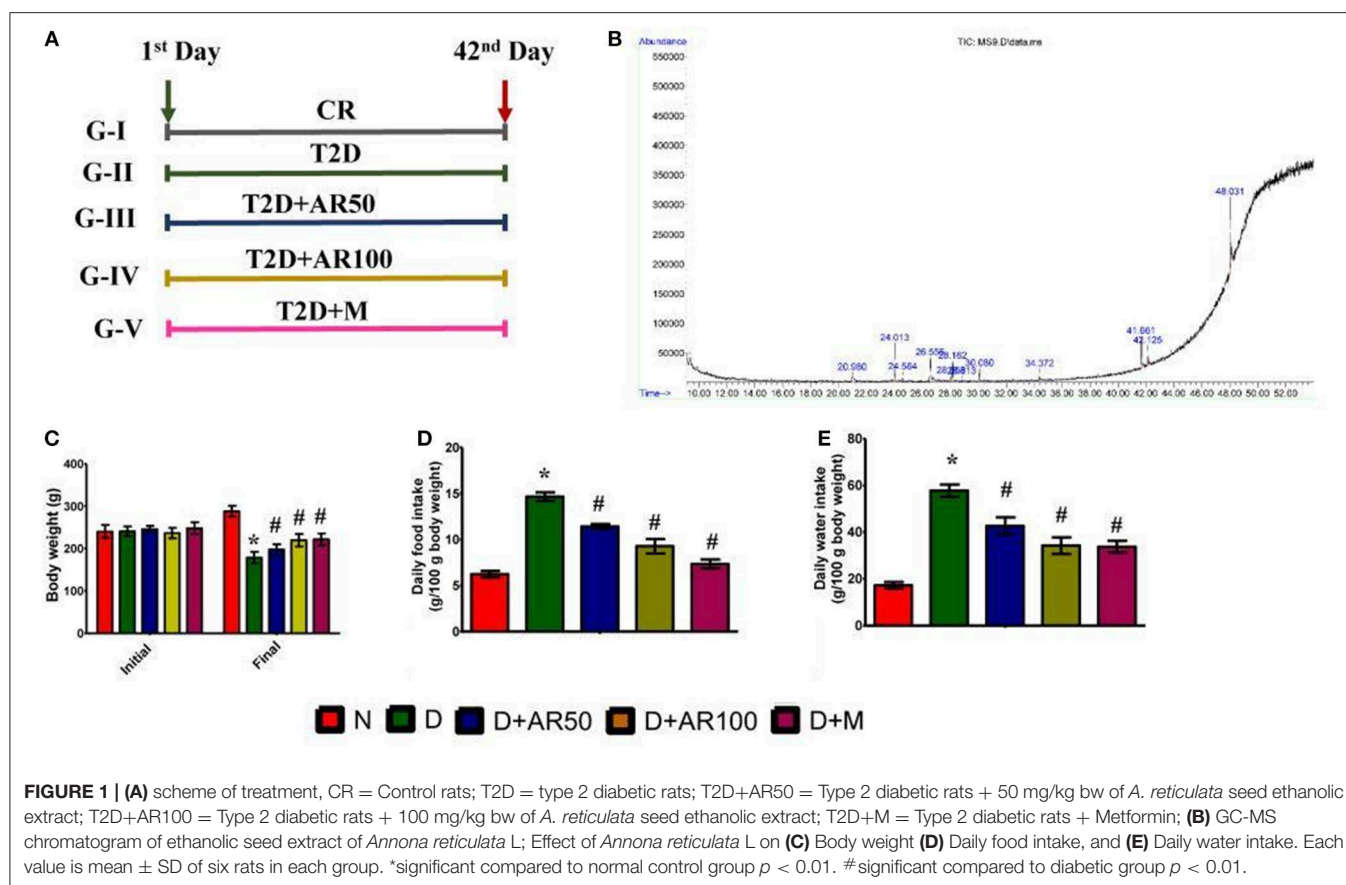 A
1st Day
42nd Day
G-I
CR
G-II
T2D
G-III
T2D+AR50
G-IV
T2D+AR100
G-V
T2D+M
B
Abundance
TIC: MS9.D\data.ms
550000
500000
450000
400000
350000
300000
250000
200000
150000
100000
50000
48.031
41.661
42.125
24.013
26.556
28.162
20.980
24.584
30.080
34.372
Time-->
10.00 12.00 14.00 16.00 18.00 20.00 22.00 24.00 26.00 28.00 30.00 32.00 34.00 36.00 38.00 40.00 42.00 44.00 46.00 48.00 50.00 52.00
C
Body weight (g)
400
300
200
100
0
* # # #
Initial
Final
D
Daily food intake
(g/100 g body weight)
20
15
10
5
0
* # # #
E
Daily water intake
(g/100 g body weight)
80
60
40
20
0
* # # #
N D D+AR50 D+AR100 D+M
FIGURE 1 | (A) scheme of treatment, CR = Control rats; T2D = type 2 diabetic rats; T2D+AR50 = Type 2 diabetic rats + 50 mg/kg bw of A. reticulata seed ethanolic
extract; T2D+AR100 = Type 2 diabetic rats + 100 mg/kg bw of A. reticulata seed ethanolic extract; T2D+M = Type 2 diabetic rats + Metformin; (B) GC-MS
chromatogram of ethanolic seed extract of Annona reticulata L; Effect of Annona reticulata L on (C) Body weight (D) Daily food intake, and (E) Daily water intake. Each
value is mean ± SD of six rats in each group. *significant compared to normal control group p < 0.01. #significant compared to diabetic group p < 0.01.